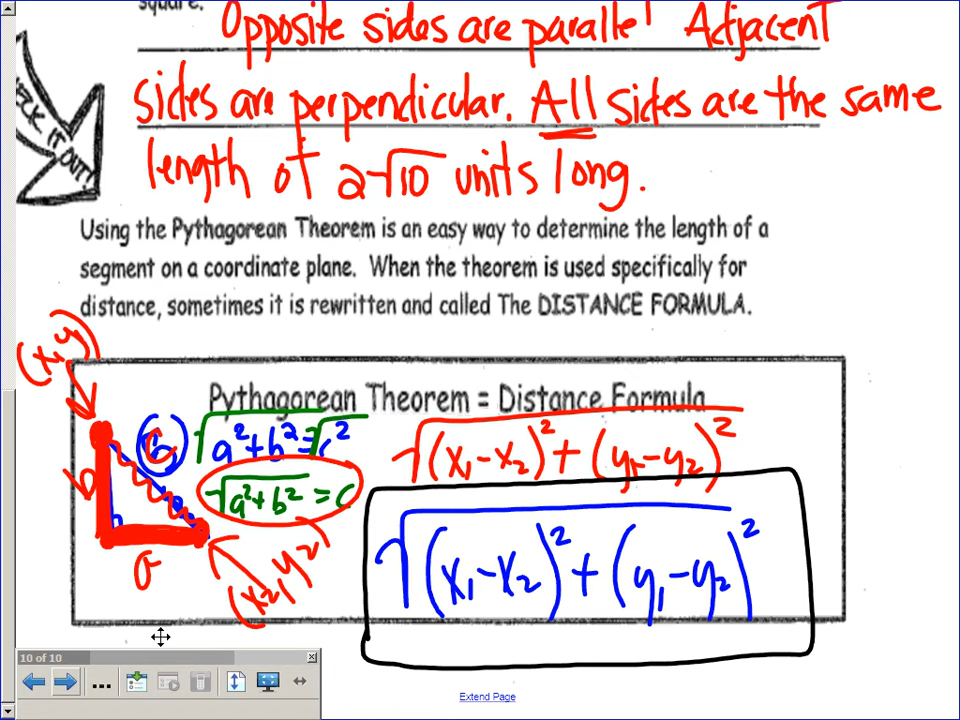 square.
Opposite sides are parallel Adjacent
sides are perpendicular. All sides are the same
length of 2√10 units long.
CK IT OUT!
Using the Pythagorean Theorem is an easy way to determine the length of a
segment on a coordinate plane. When the theorem is used specifically for
distance, sometimes it is rewritten and called The DISTANCE FORMULA.
(x₁y₁)
Pythagorean Theorem = Distance Formula
√a²+b² = √c²
√(x₁-x₂)²+(y₁-y₂)²
b
c
√a²+b² = c
√(x₁-x₂)²+(y₁-y₂)²
a
(x₂, y₂)
10 of 10
Extend Page